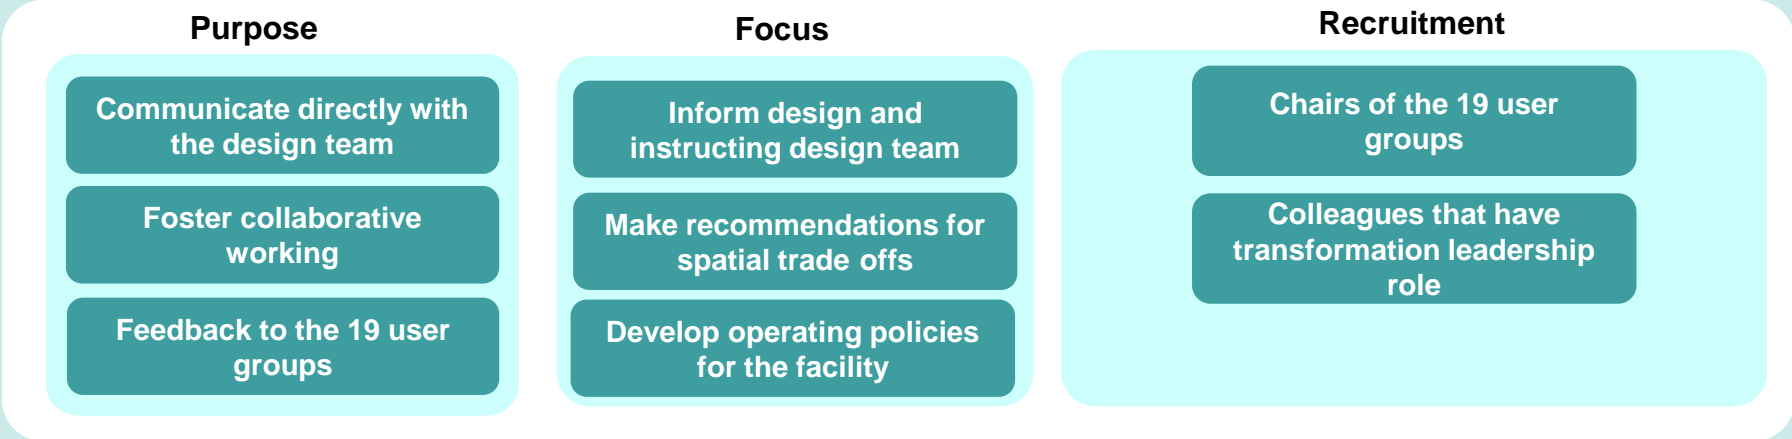 Purpose
Communicate directly with
the design team
Foster collaborative
working
Feedback to the 19 user
groups
Focus
Inform design and
instructing design team
Make recommendations for
spatial trade offs
Develop operating policies
for the facility
Recruitment
Chairs of the 19 user
groups
Colleagues that have
transformation leadership
role